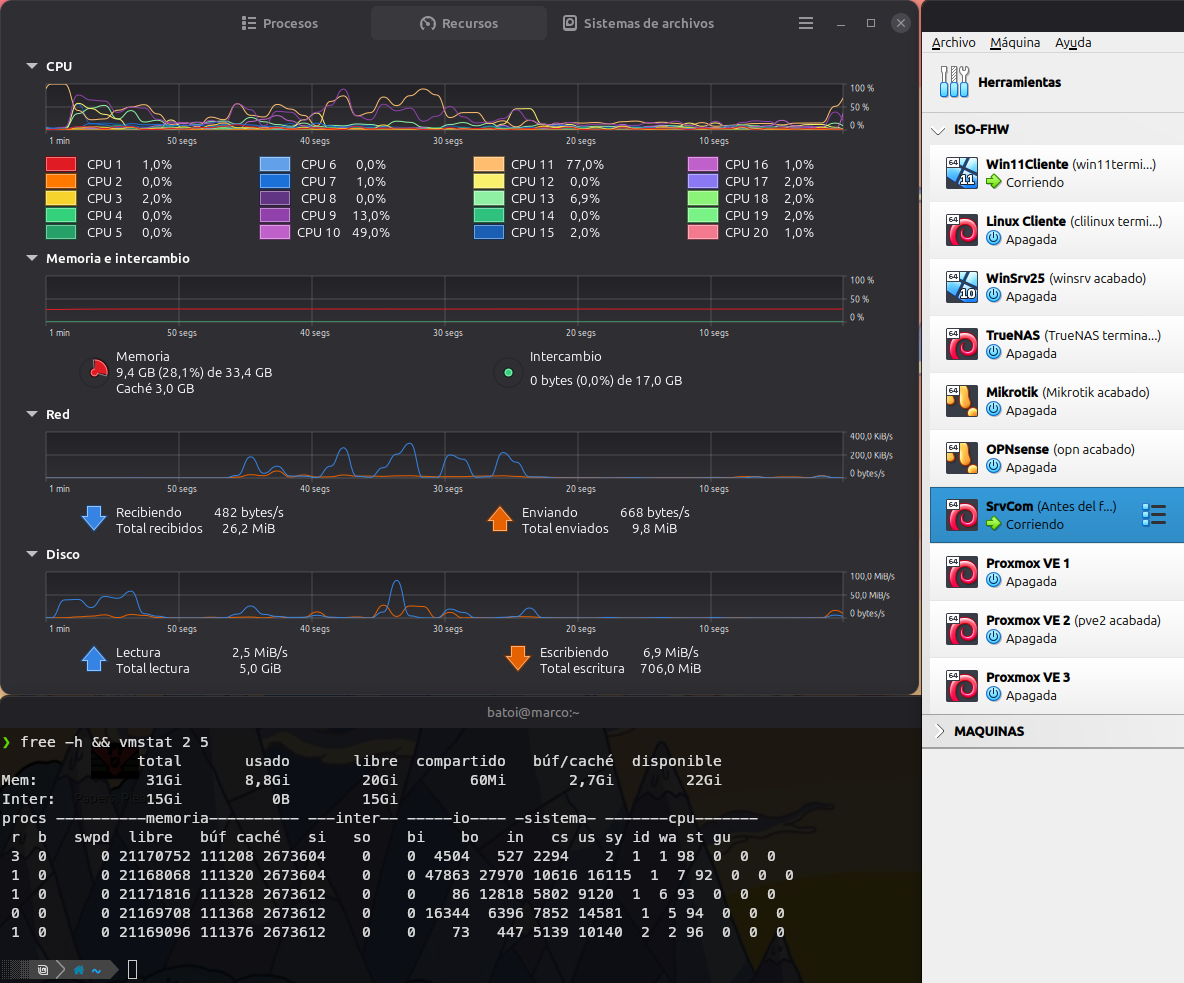 Procesos Recursos Sistemas de archivos
CPU
100 %
50 %
0 %
1 min 50 segs 40 segs 30 segs 20 segs 10 segs
CPU 1 1,0% CPU 6 0,0% CPU 11 77,0% CPU 16 1,0%
CPU 2 0,0% CPU 7 1,0% CPU 12 0,0% CPU 17 2,0%
CPU 3 2,0% CPU 8 0,0% CPU 13 6,9% CPU 18 2,0%
CPU 4 0,0% CPU 9 13,0% CPU 14 0,0% CPU 19 2,0%
CPU 5 0,0% CPU 10 49,0% CPU 15 2,0% CPU 20 1,0%
Memoria e intercambio
100 %
50 %
0 %
1 min 50 segs 40 segs 30 segs 20 segs 10 segs
Memoria
9,4 GB (28,1%) de 33,4 GB
Caché 3,0 GB
Intercambio
0 bytes (0,0%) de 17,0 GB
Red
400,0 KiB/s
200,0 KiB/s
0 bytes/s
1 min 50 segs 40 segs 30 segs 20 segs 10 segs
Recibiendo 482 bytes/s
Total recibidos 26,2 MiB
Enviando 668 bytes/s
Total enviados 9,8 MiB
Disco
100,0 MiB/s
50,0 MiB/s
0 bytes/s
1 min 50 segs 40 segs 30 segs 20 segs 10 segs
Lectura 2,5 MiB/s
Total lectura 5,0 GiB
Escribiendo 6,9 MiB/s
Total escritura 706,0 MiB
batoi@marco:~
❯ free -h && vmstat 2 5
total usado libre compartido búf/caché disponible
Mem: 31Gi 8,8Gi 20Gi 60Mi 2,7Gi 22Gi
Inter: 15Gi 0B 15Gi
procs -----------memoria---------- ---inter-- -----io---- -sistema- -------cpu-------
r b swpd libre búf caché si so bi bo in cs us sy id wa st gu
3 0 0 21170752 111208 2673604 0 0 4504 527 2294 2 1 1 98 0 0 0
1 0 0 21168068 111320 2673604 0 0 47863 27970 10616 16115 1 7 92 0 0 0
1 0 0 21171816 111328 2673612 0 0 86 12818 5802 9120 1 6 93 0 0 0
0 0 0 21169708 111368 2673612 0 0 16344 6396 7852 14581 1 5 94 0 0 0
1 0 0 21169096 111376 2673612 0 0 73 447 5139 10140 2 2 96 0 0 0
~
Archivo Máquina Ayuda
Herramientas
ISO-FHW
64 11 Win11Cliente (win11termi...)
Corriendo
64 Linux Cliente (clilinux termi...)
Apagada
64 10 WinSrv25 (winsrv acabado)
Apagada
64 TrueNAS (TrueNAS termina...)
Apagada
64 Mikrotik (Mikrotik acabado)
Apagada
64 OPNsense (opn acabado)
Apagada
64 SrvCom (Antes del f...)
Corriendo
64 Proxmox VE 1
Apagada
64 Proxmox VE 2 (pve2 acabada)
Apagada
64 Proxmox VE 3
Apagada
MAQUINAS